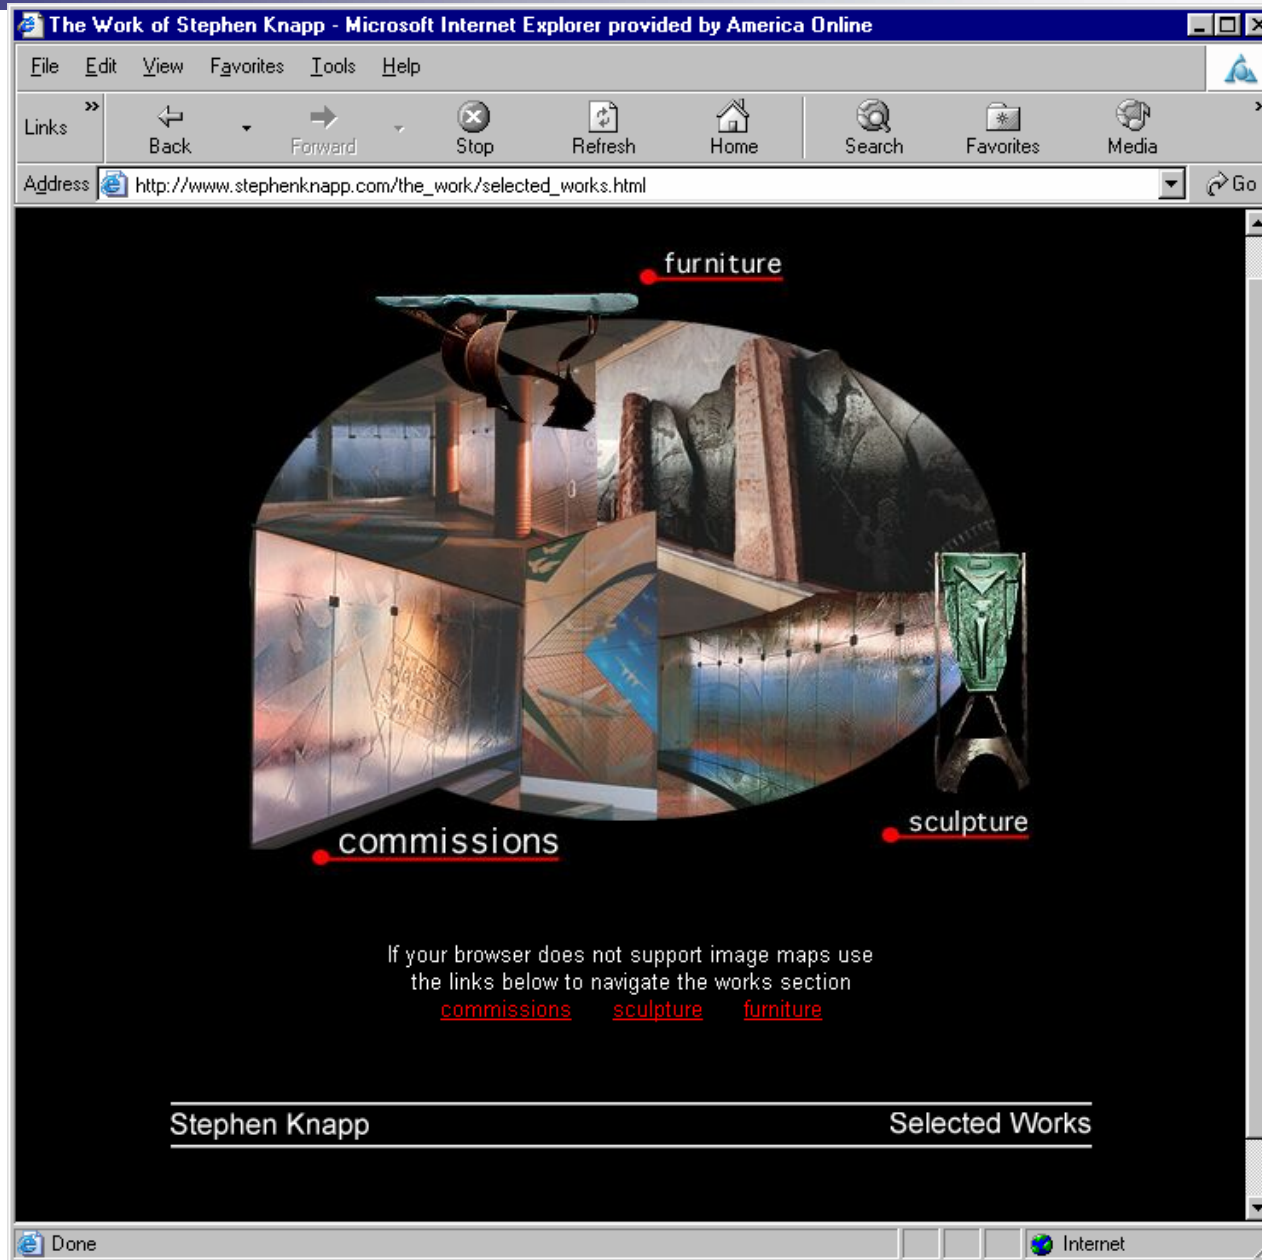 The Work of Stephen Knapp - Microsoft Internet Explorer provided by America Online
File Edit View Favorites Tools Help
Links » Back Forward Stop Refresh Home Search Favorites Media »
Address http://www.stephenknapp.com/the_work/selected_works.html Go
furniture
sculpture
commissions
If your browser does not support image maps use
the links below to navigate the works section
commissions sculpture furniture
Stephen Knapp Selected Works
Done Internet